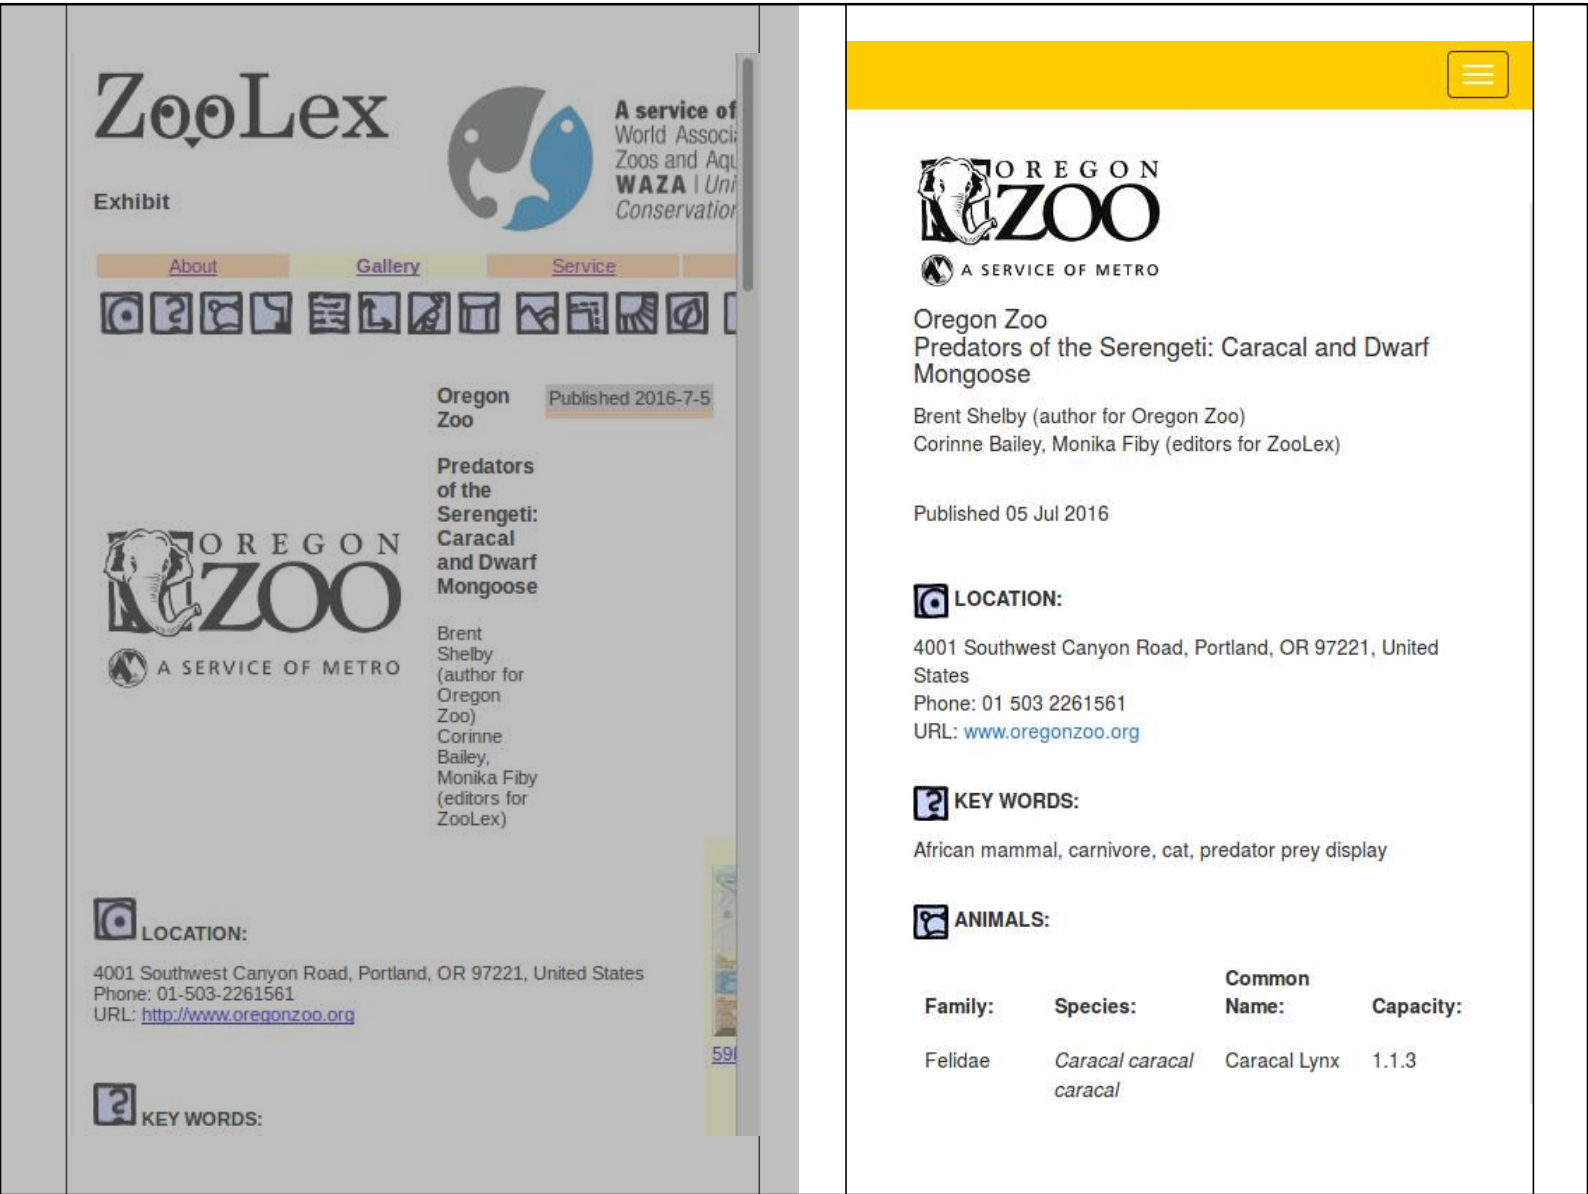 ZooLex
Exhibit
A service of
World Associ
Zoos and Aqu
WAZA | Uni
Conservation
About Gallery Service
Oregon
Zoo
Published 2016-7-5
Predators
of the
Serengeti:
Caracal
and Dwarf
Mongoose
OREGON
ZOO
A SERVICE OF METRO
Brent
Shelby
(author for
Oregon
Zoo)
Corinne
Bailey,
Monika Fiby
(editors for
ZooLex)
LOCATION:
4001 Southwest Canyon Road, Portland, OR 97221, United States
Phone: 01-503-2261561
URL: http://www.oregonzoo.org
KEY WORDS:
OREGON
ZOO
A SERVICE OF METRO
Oregon Zoo
Predators of the Serengeti: Caracal and Dwarf
Mongoose
Brent Shelby (author for Oregon Zoo)
Corinne Bailey, Monika Fiby (editors for ZooLex)
Published 05 Jul 2016
LOCATION:
4001 Southwest Canyon Road, Portland, OR 97221, United
States
Phone: 01 503 2261561
URL: www.oregonzoo.org
KEY WORDS:
African mammal, carnivore, cat, predator prey display
ANIMALS:
Common
Family: Species: Name: Capacity:
Felidae Caracal caracal Caracal Lynx 1.1.3
caracal